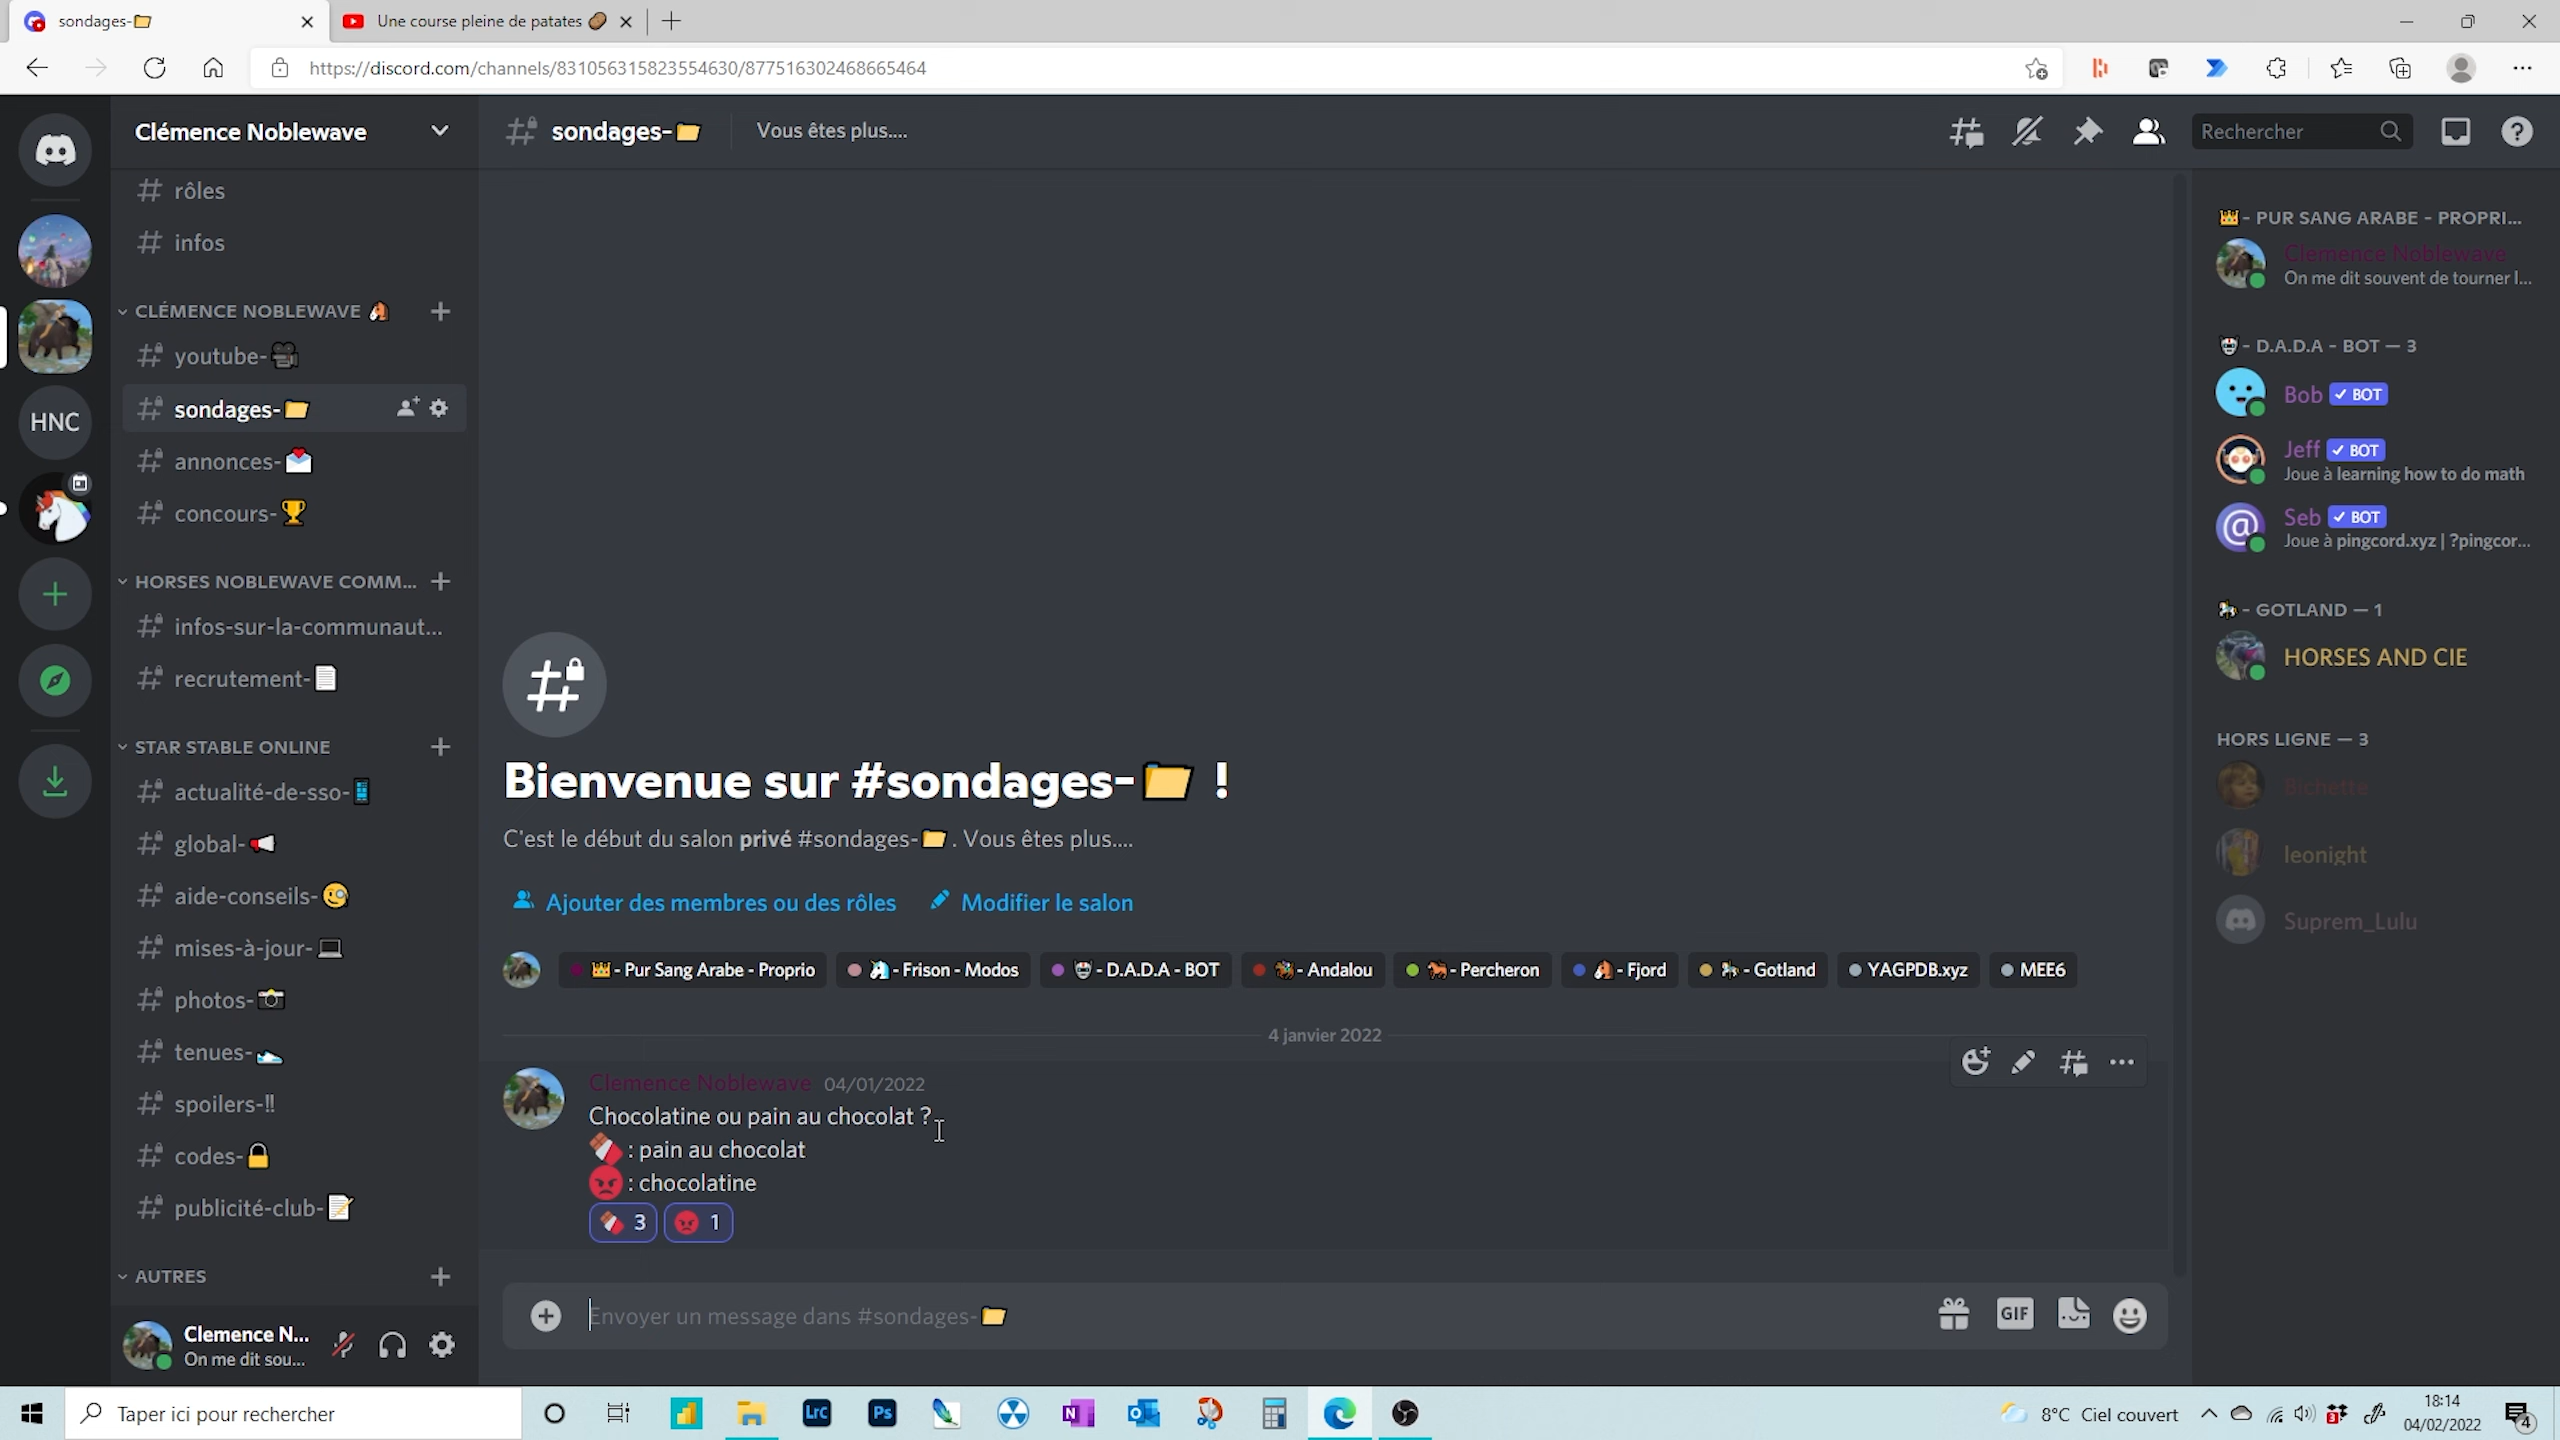 sondages-
Une course pleine de patates
https://discord.com/channels/831056315823554630/877516302468665464
Clémence Noblewave
sondages-
Vous êtes plus....
Rechercher
rôles
infos
CLÉMENCE NOBLEWAVE
youtube-
sondages-
annonces-
concours-
HNC
HORSES NOBLEWAVE COMM...
infos-sur-la-communaut...
recrutement-
STAR STABLE ONLINE
actualité-de-sso-
global-
aide-conseils-
mises-à-jour-
photos-
tenues-
spoilers-!!
codes-
publicité-club-
AUTRES
Clemence N...
On me dit sou...
Bienvenue sur #sondages- !
C'est le début du salon privé #sondages- . Vous êtes plus....
Ajouter des membres ou des rôles Modifier le salon
- Pur Sang Arabe - Proprio - Frison - Modos - D.A.D.A - BOT - Andalou - Percheron - Fjord - Gotland YAGPDB.xyz MEE6
4 janvier 2022
Clemence Noblewave 04/01/2022
Chocolatine ou pain au chocolat ?
: pain au chocolat
: chocolatine
3 1
Envoyer un message dans #sondages-
GIF
- PUR SANG ARABE - PROPRI...
Clemence Noblewave
On me dit souvent de tourner l...
- D.A.D.A - BOT — 3
Bob BOT
Jeff BOT
Joue à learning how to do math
Seb BOT
Joue à pingcord.xyz | ?pingcor...
- GOTLAND — 1
HORSES AND CIE
HORS LIGNE — 3
Bichette
leonight
Suprem_Lulu
Taper ici pour rechercher
LrC
Ps
N
8°C Ciel couvert
3
18:14
04/02/2022
4